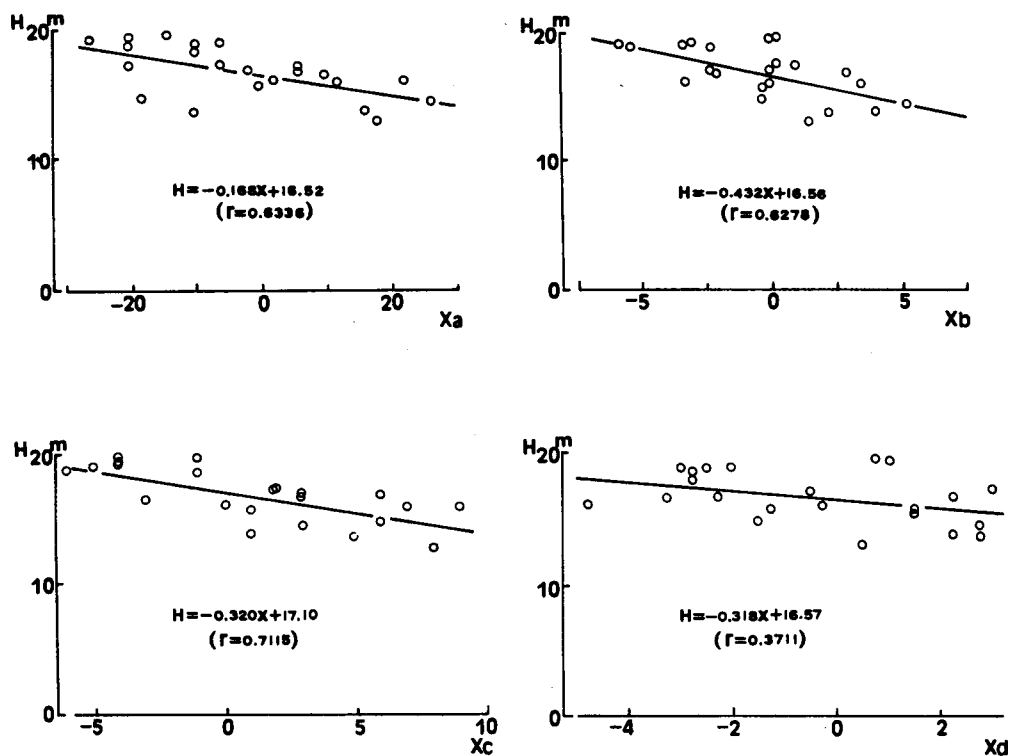 H m
20
10
0
−20 0 20
Xa
H=−0.168X+16.52
(Γ=0.6336)
H m
20
10
0
−5 0 5
Xb
H=−0.432X+16.56
(Γ=0.6278)
H m
20
10
0
−5 0 5 10
Xc
H=−0.320X+17.10
(Γ=0.7115)
H m
20
10
0
−4 −2 0 2
Xd
H=−0.318X+16.57
(Γ=0.3711)